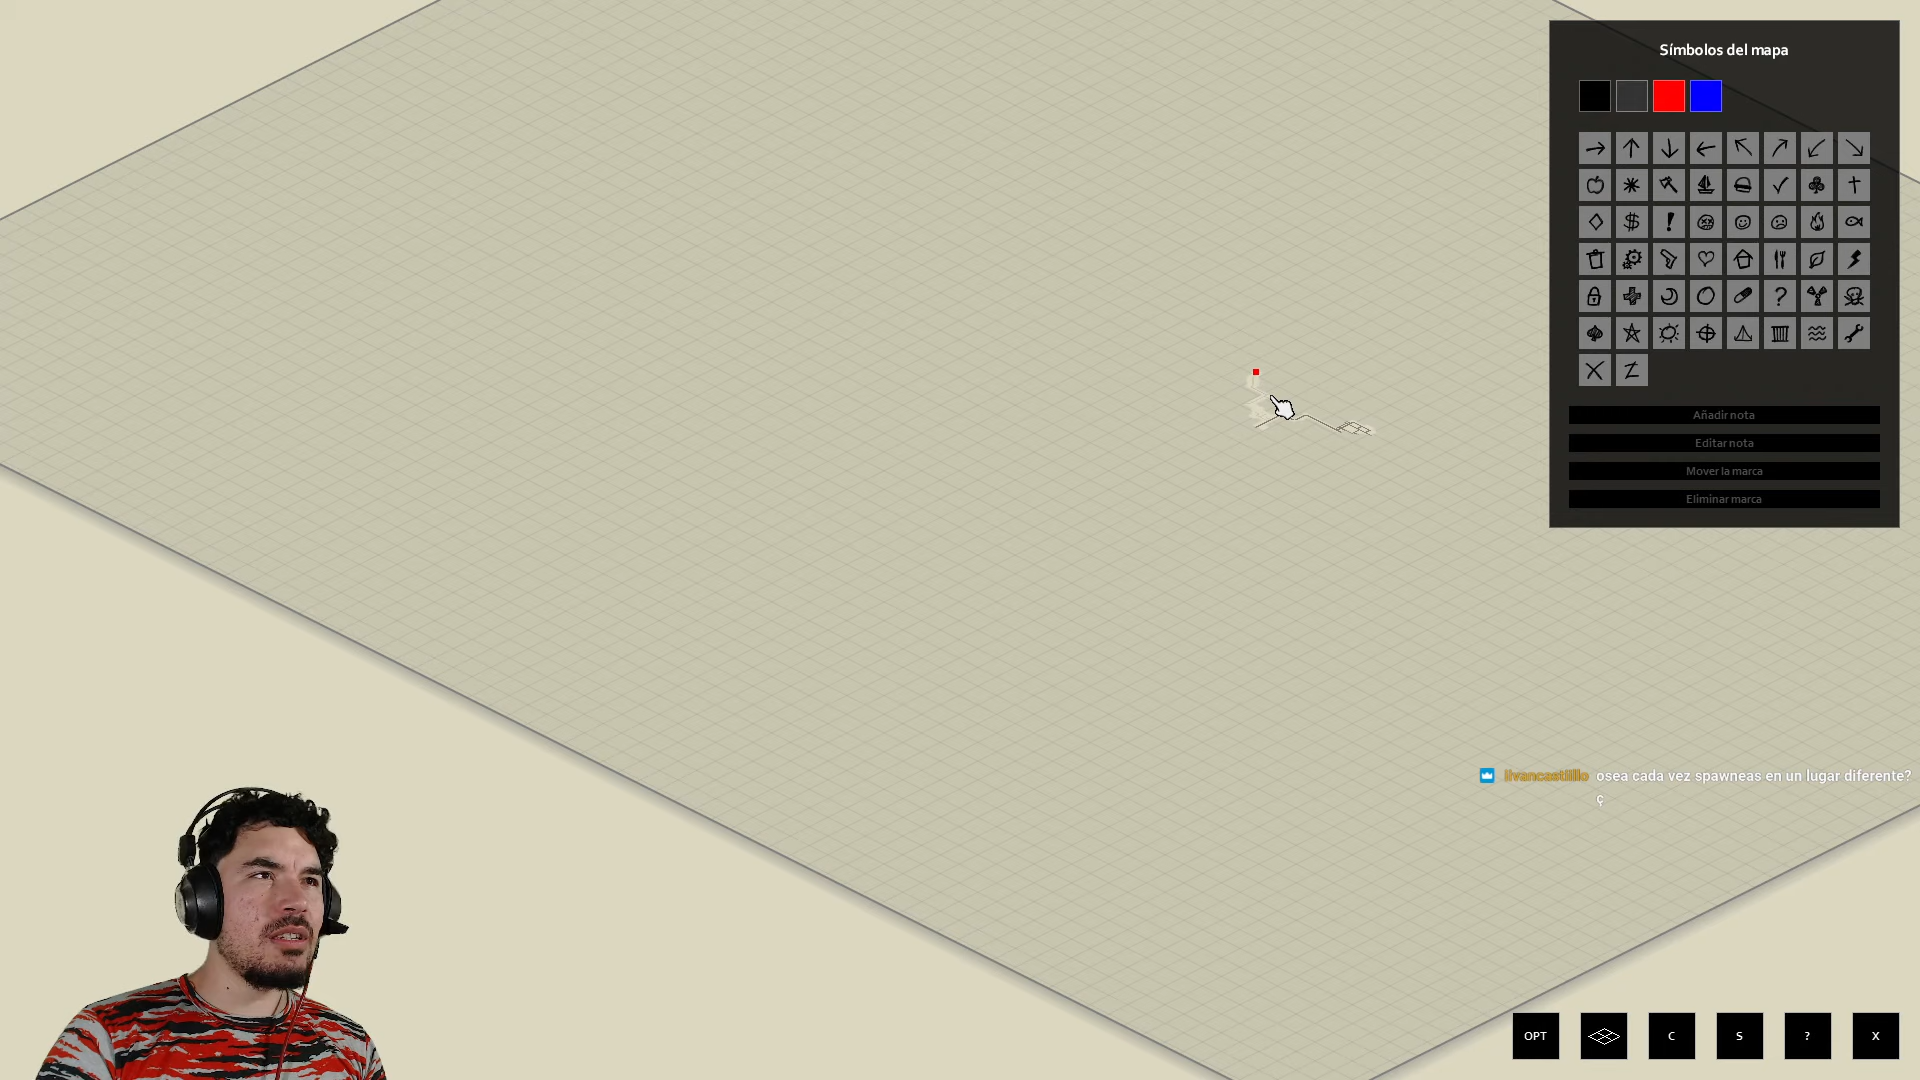 Símbolos del mapa
Añadir nota
Editar nota
Mover la marca
Eliminar marca
iivancastiillo osea cada vez spawneas en un lugar diferente?
ç
OPT
C
S
?
X